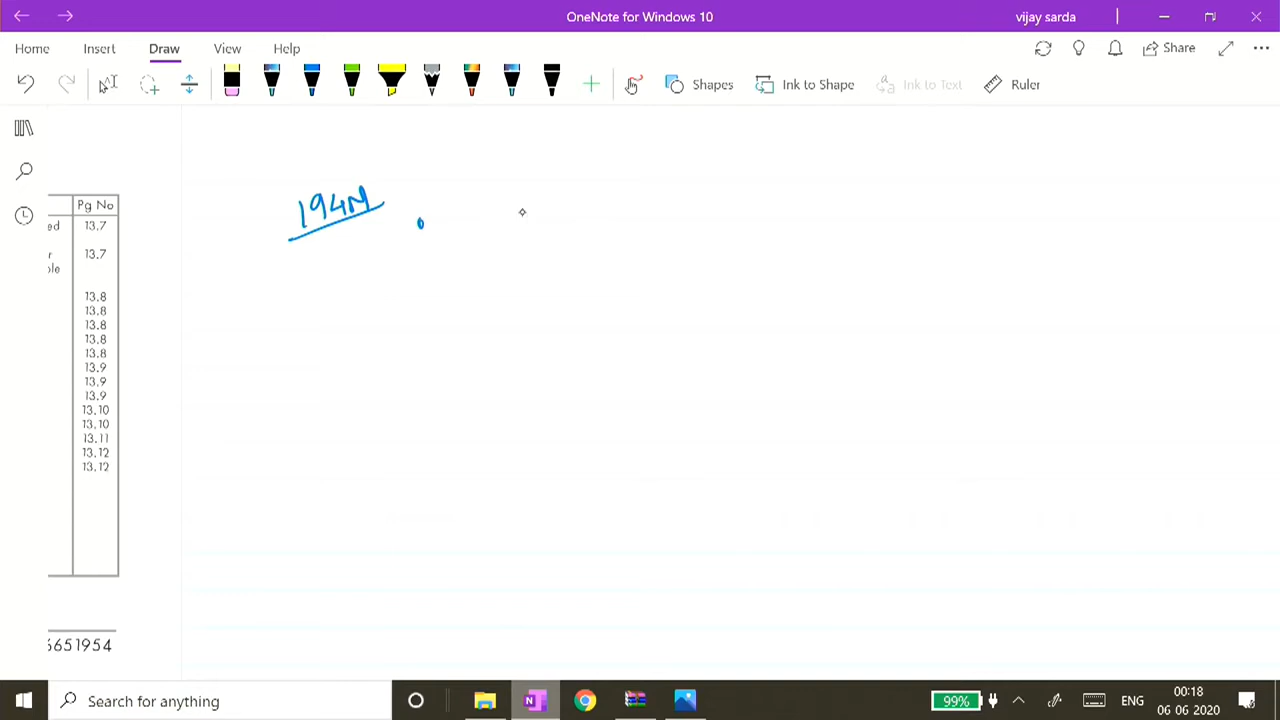 OneNote for Windows 10
vijay sarda
Home Insert Draw View Help
Share
Shapes
Ink to Shape
Ink to Text
Ruler
Pg No
ed 13.7
r 13.7
ole
13.8
13.8
13.8
13.8
13.8
13.9
13.9
13.9
13.10
13.10
13.11
13.12
13.12
6651954
194M
Search for anything
99%
ENG
00:18
06 06 2020